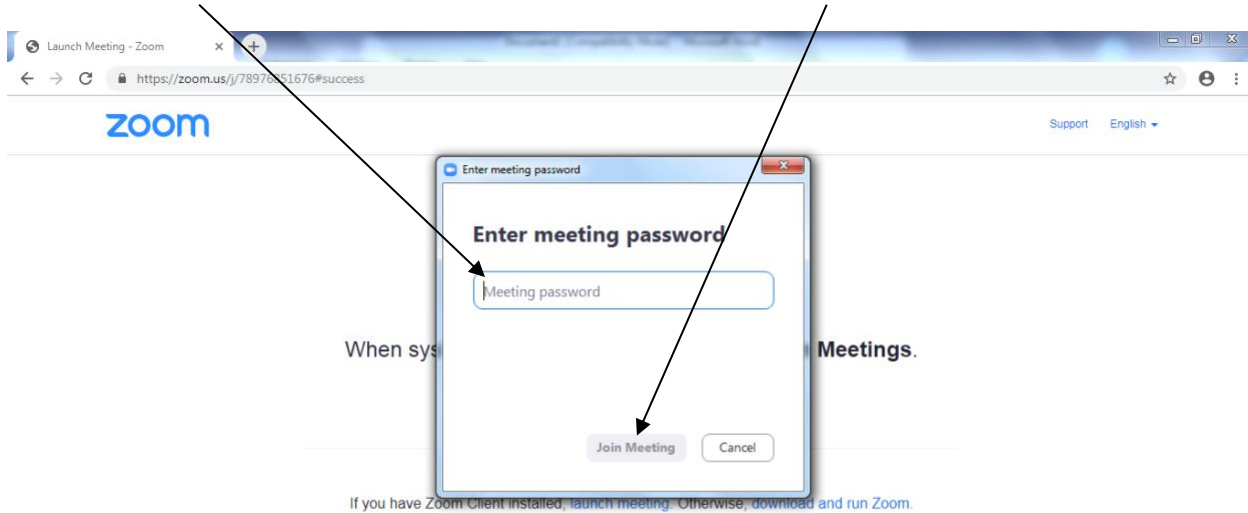 Launch Meeting - Zoom
https://zoom.us/j/78976851676#success
zoom
Support English
Enter meeting password
Enter meeting password
Meeting password
When sys Meetings.
Join Meeting Cancel
If you have Zoom Client installed, launch meeting. Otherwise, download and run Zoom.